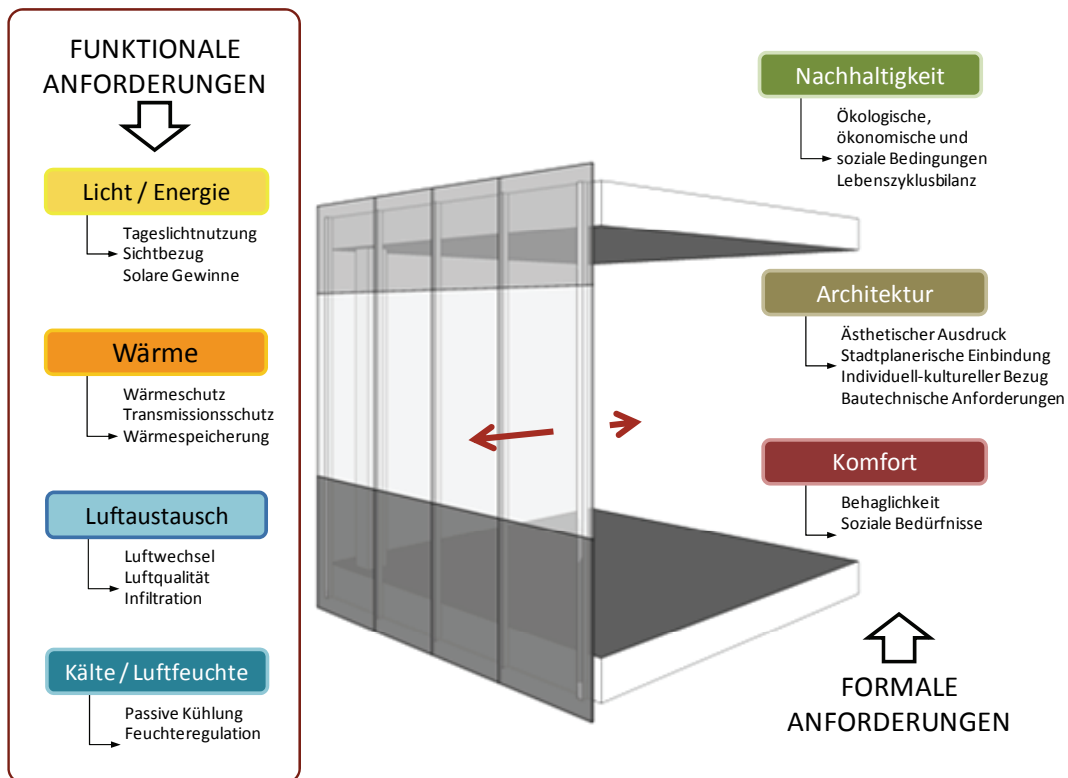 FUNKTIONALE
ANFORDERUNGEN
Licht / Energie
Tageslichtnutzung
Sichtbezug
Solare Gewinne
Wärme
Wärmeschutz
Transmissionsschutz
Wärmespeicherung
Luftaustausch
Luftwechsel
Luftqualität
Infiltration
Kälte / Luftfeuchte
Passive Kühlung
Feuchteregulation
Nachhaltigkeit
Ökologische,
ökonomische und
soziale Bedingungen
Lebenszyklusbilanz
Architektur
Ästhetischer Ausdruck
Stadtplanerische Einbindung
Individuell-kultureller Bezug
Bautechnische Anforderungen
Komfort
Behaglichkeit
Soziale Bedürfnisse
FORMALE
ANFORDERUNGEN